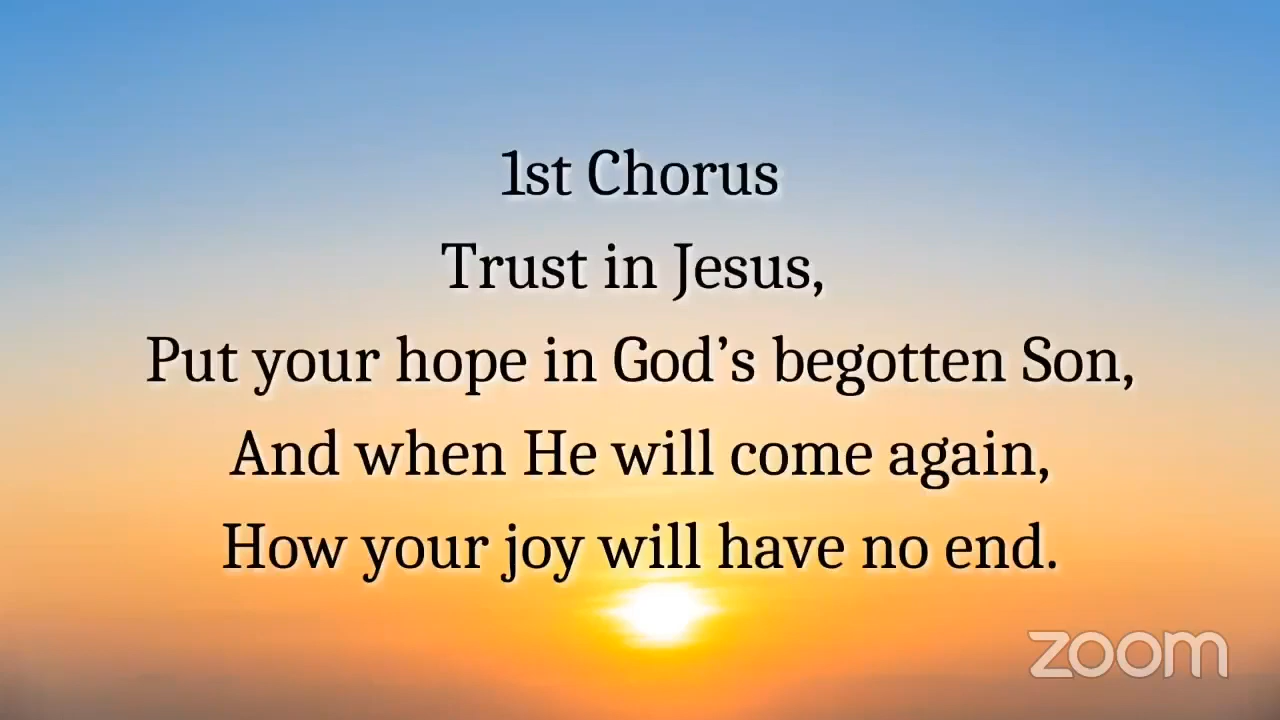 1st Chorus
Trust in Jesus,
Put your hope in God’s begotten Son,
And when He will come again,
How your joy will have no end.
zoom